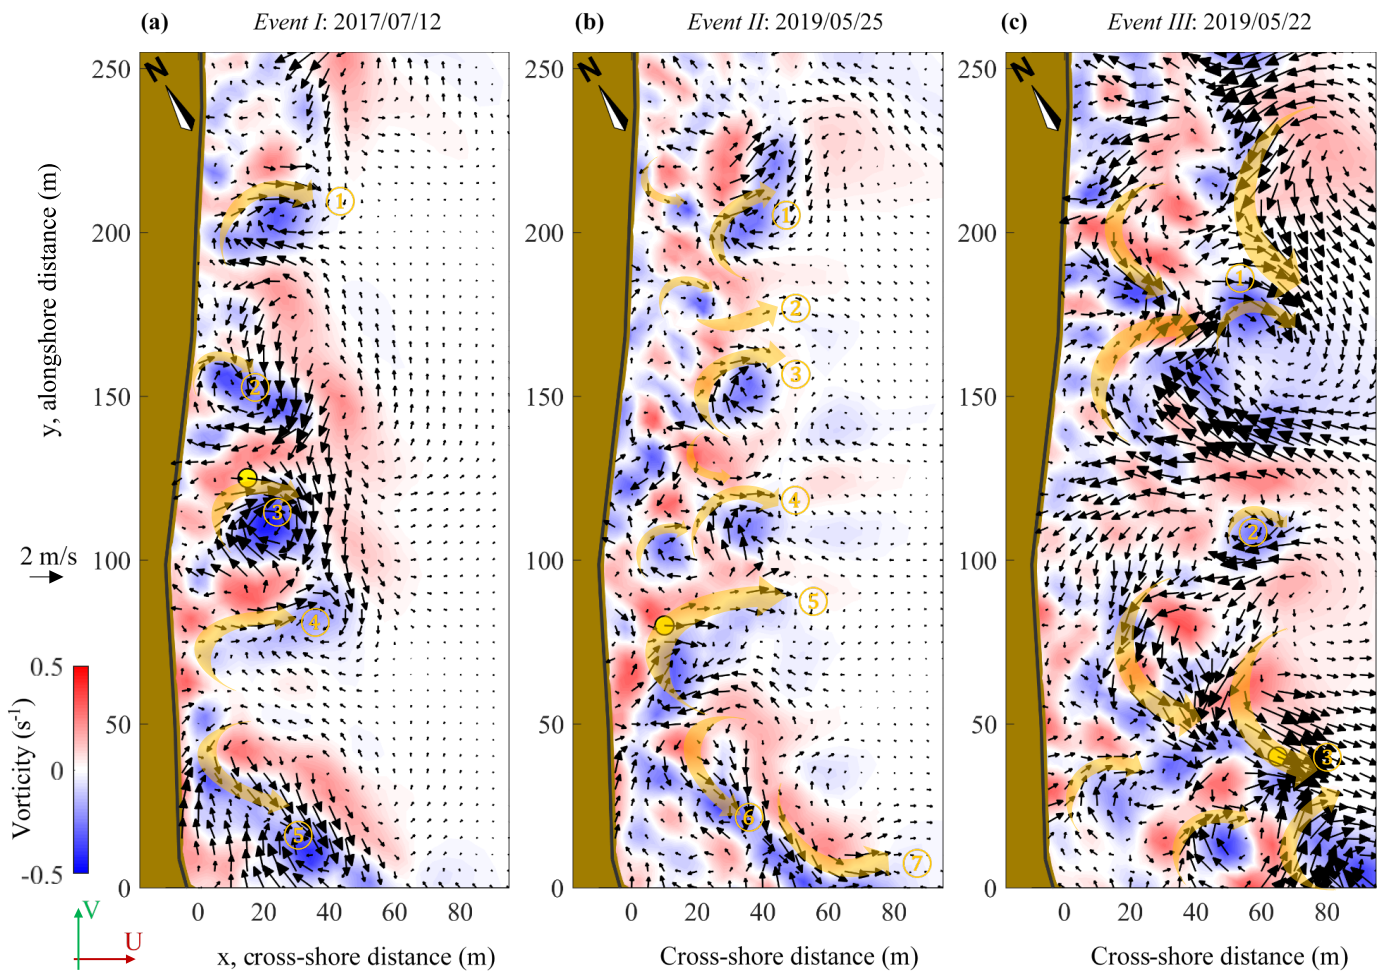 (a) Event I: 2017/07/12
(b) Event II: 2019/05/25
(c) Event III: 2019/05/22
N
N
N
y, alongshore distance (m)
250
200
150
100
50
0
250
200
150
100
50
0
250
200
150
100
50
0
1
2
3
4
5
1
2
3
4
5
6
7
1
2
3
2 m/s
Vorticity (s⁻¹)
0.5
0
-0.5
V
U
0 20 40 60 80
0 20 40 60 80
0 20 40 60 80
x, cross-shore distance (m)
Cross-shore distance (m)
Cross-shore distance (m)